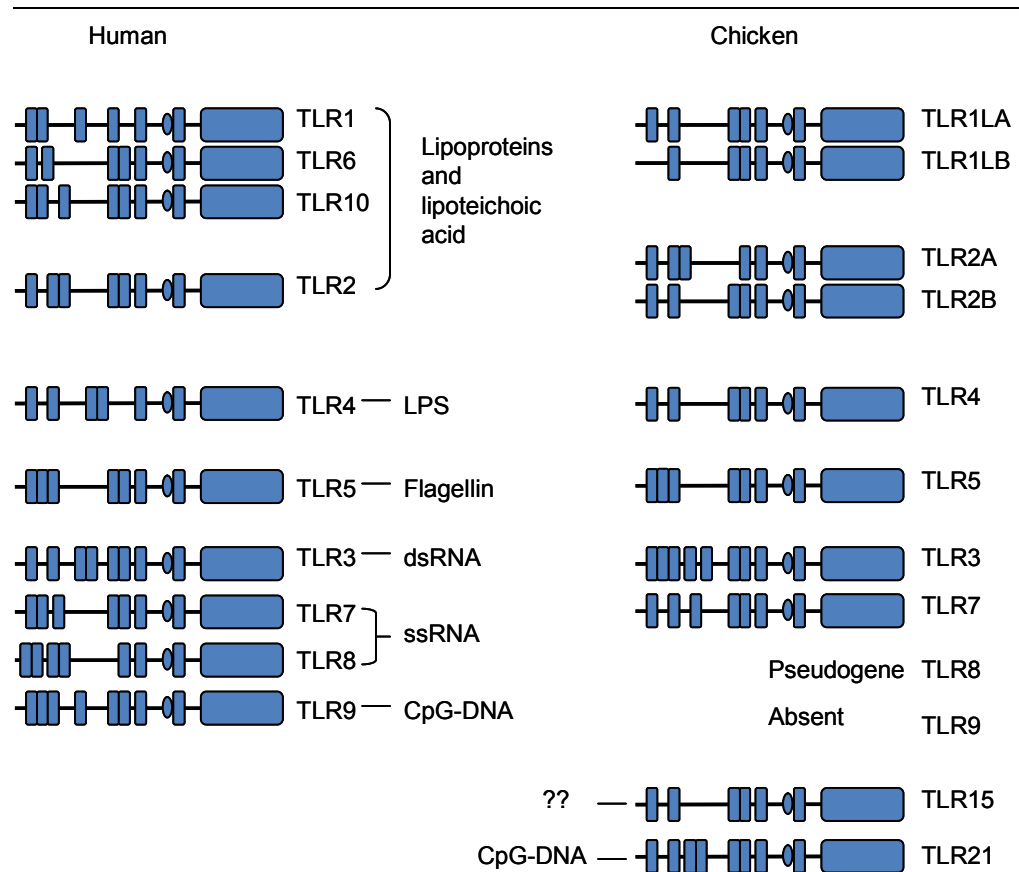 Human
Chicken
TLR1
TLR6
TLR10
TLR2
Lipoproteins
and
lipoteichoic
acid
TLR4
LPS
TLR5
Flagellin
TLR3
dsRNA
TLR7
TLR8
ssRNA
TLR9
CpG-DNA
TLR1LA
TLR1LB
TLR2A
TLR2B
TLR4
TLR5
TLR3
TLR7
Pseudogene TLR8
Absent TLR9
?? TLR15
CpG-DNA TLR21